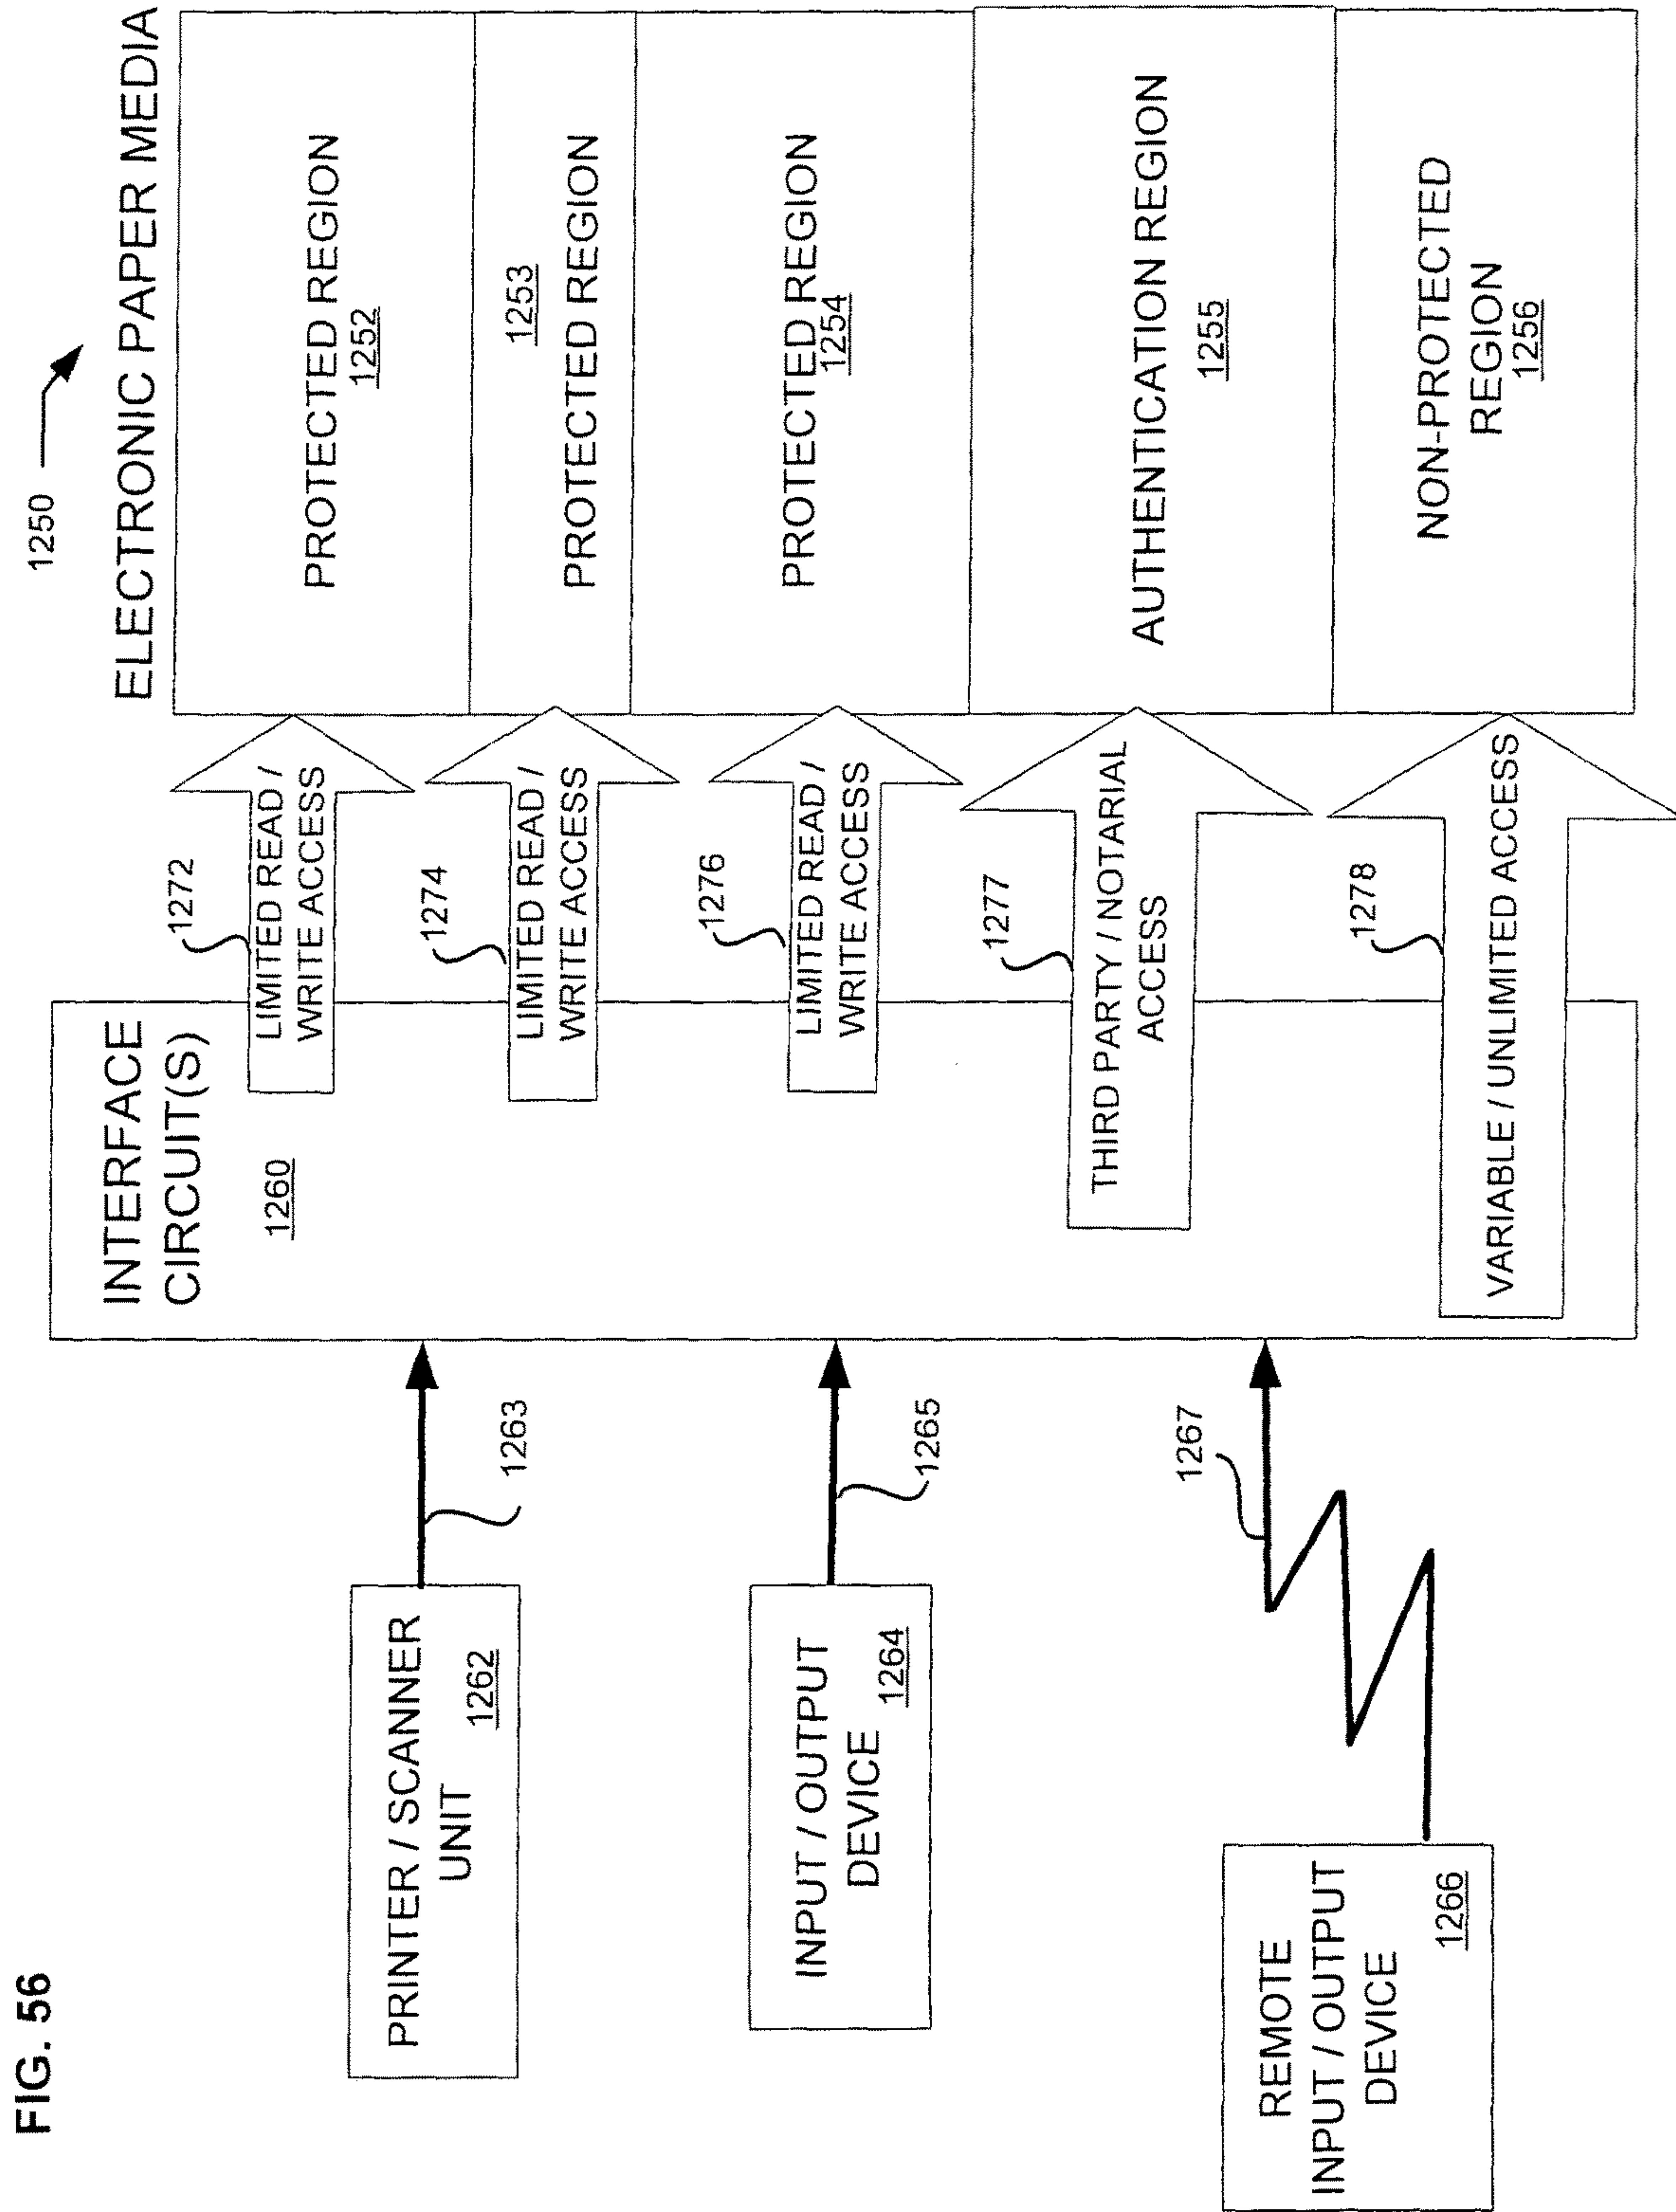 FIG. 56
1250
ELECTRONIC PAPER MEDIA
PRINTER / SCANNER
UNIT
1262
1263
INPUT / OUTPUT
DEVICE
1264
1265
REMOTE
INPUT / OUTPUT
DEVICE
1266
1267
INTERFACE
CIRCUIT(S)
1260
1272
LIMITED READ /
WRITE ACCESS
1274
LIMITED READ /
WRITE ACCESS
1276
LIMITED READ /
WRITE ACCESS
1277
THIRD PARTY / NOTARIAL
ACCESS
1278
VARIABLE / UNLIMITED ACCESS
PROTECTED REGION
1252
1253
PROTECTED REGION
PROTECTED REGION
1254
AUTHENTICATION REGION
1255
NON-PROTECTED
REGION
1256